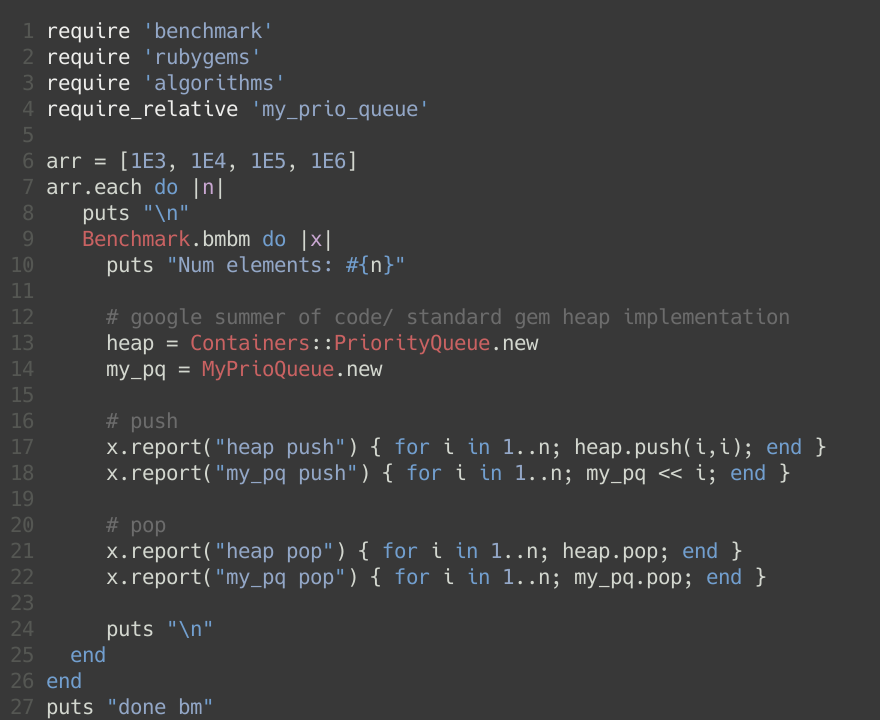 1 require 'benchmark'
2 require 'rubygems'
3 require 'algorithms'
4 require_relative 'my_prio_queue'
5
6 arr = [1E3, 1E4, 1E5, 1E6]
7 arr.each do |n|
8    puts "\n"
9    Benchmark.bmbm do |x|
10      puts "Num elements: #{n}"
11
12      # google summer of code/ standard gem heap implementation
13      heap = Containers::PriorityQueue.new
14      my_pq = MyPrioQueue.new
15
16      # push
17      x.report("heap push") { for i in 1..n; heap.push(i,i); end }
18      x.report("my_pq push") { for i in 1..n; my_pq << i; end }
19
20      # pop
21      x.report("heap pop") { for i in 1..n; heap.pop; end }
22      x.report("my_pq pop") { for i in 1..n; my_pq.pop; end }
23
24      puts "\n"
25   end
26 end
27 puts "done bm"